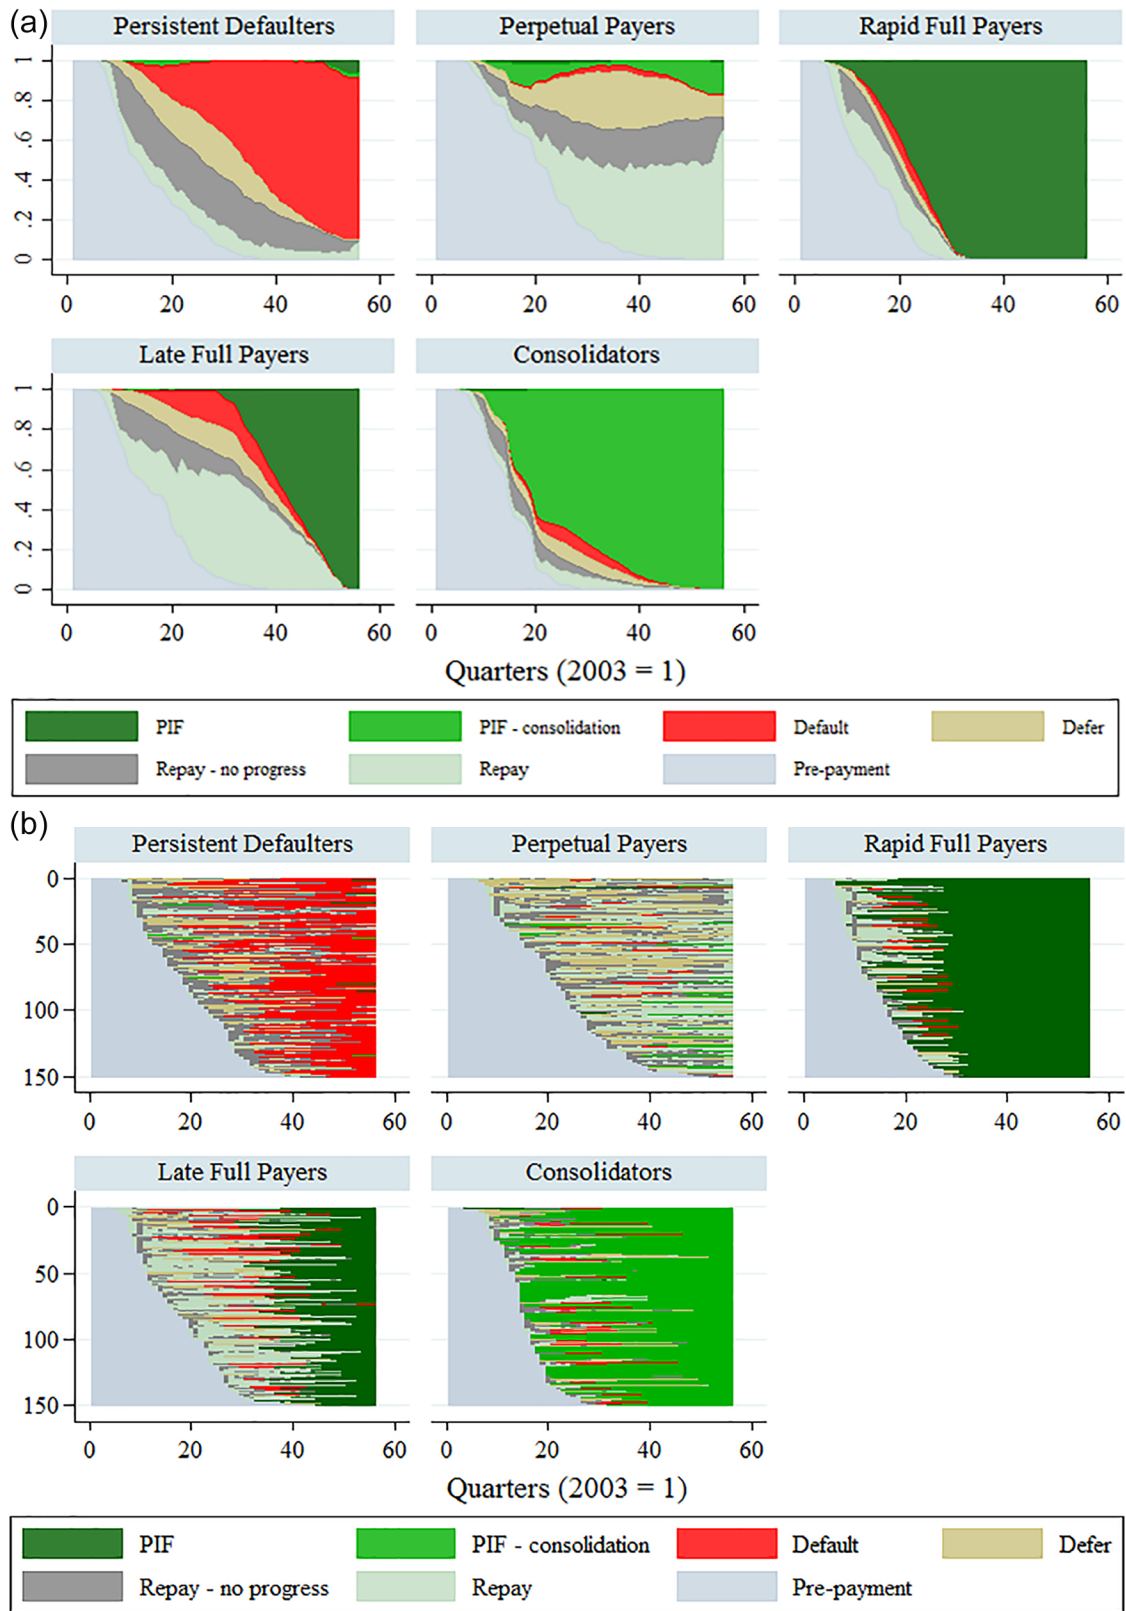 (a)
Persistent Defaulters Perpetual Payers Rapid Full Payers
1
.8
.6
.4
.2
0
0 20 40 60 0 20 40 60 0 20 40 60
Late Full Payers Consolidators
1
.8
.6
.4
.2
0
0 20 40 60 0 20 40 60
Quarters (2003 = 1)
PIF PIF - consolidation Default Defer
Repay - no progress Repay Pre-payment
(b)
Persistent Defaulters Perpetual Payers Rapid Full Payers
0
50
100
150
0 20 40 60 0 20 40 60 0 20 40 60
Late Full Payers Consolidators
0
50
100
150
0 20 40 60 0 20 40 60
Quarters (2003 = 1)
PIF PIF - consolidation Default Defer
Repay - no progress Repay Pre-payment